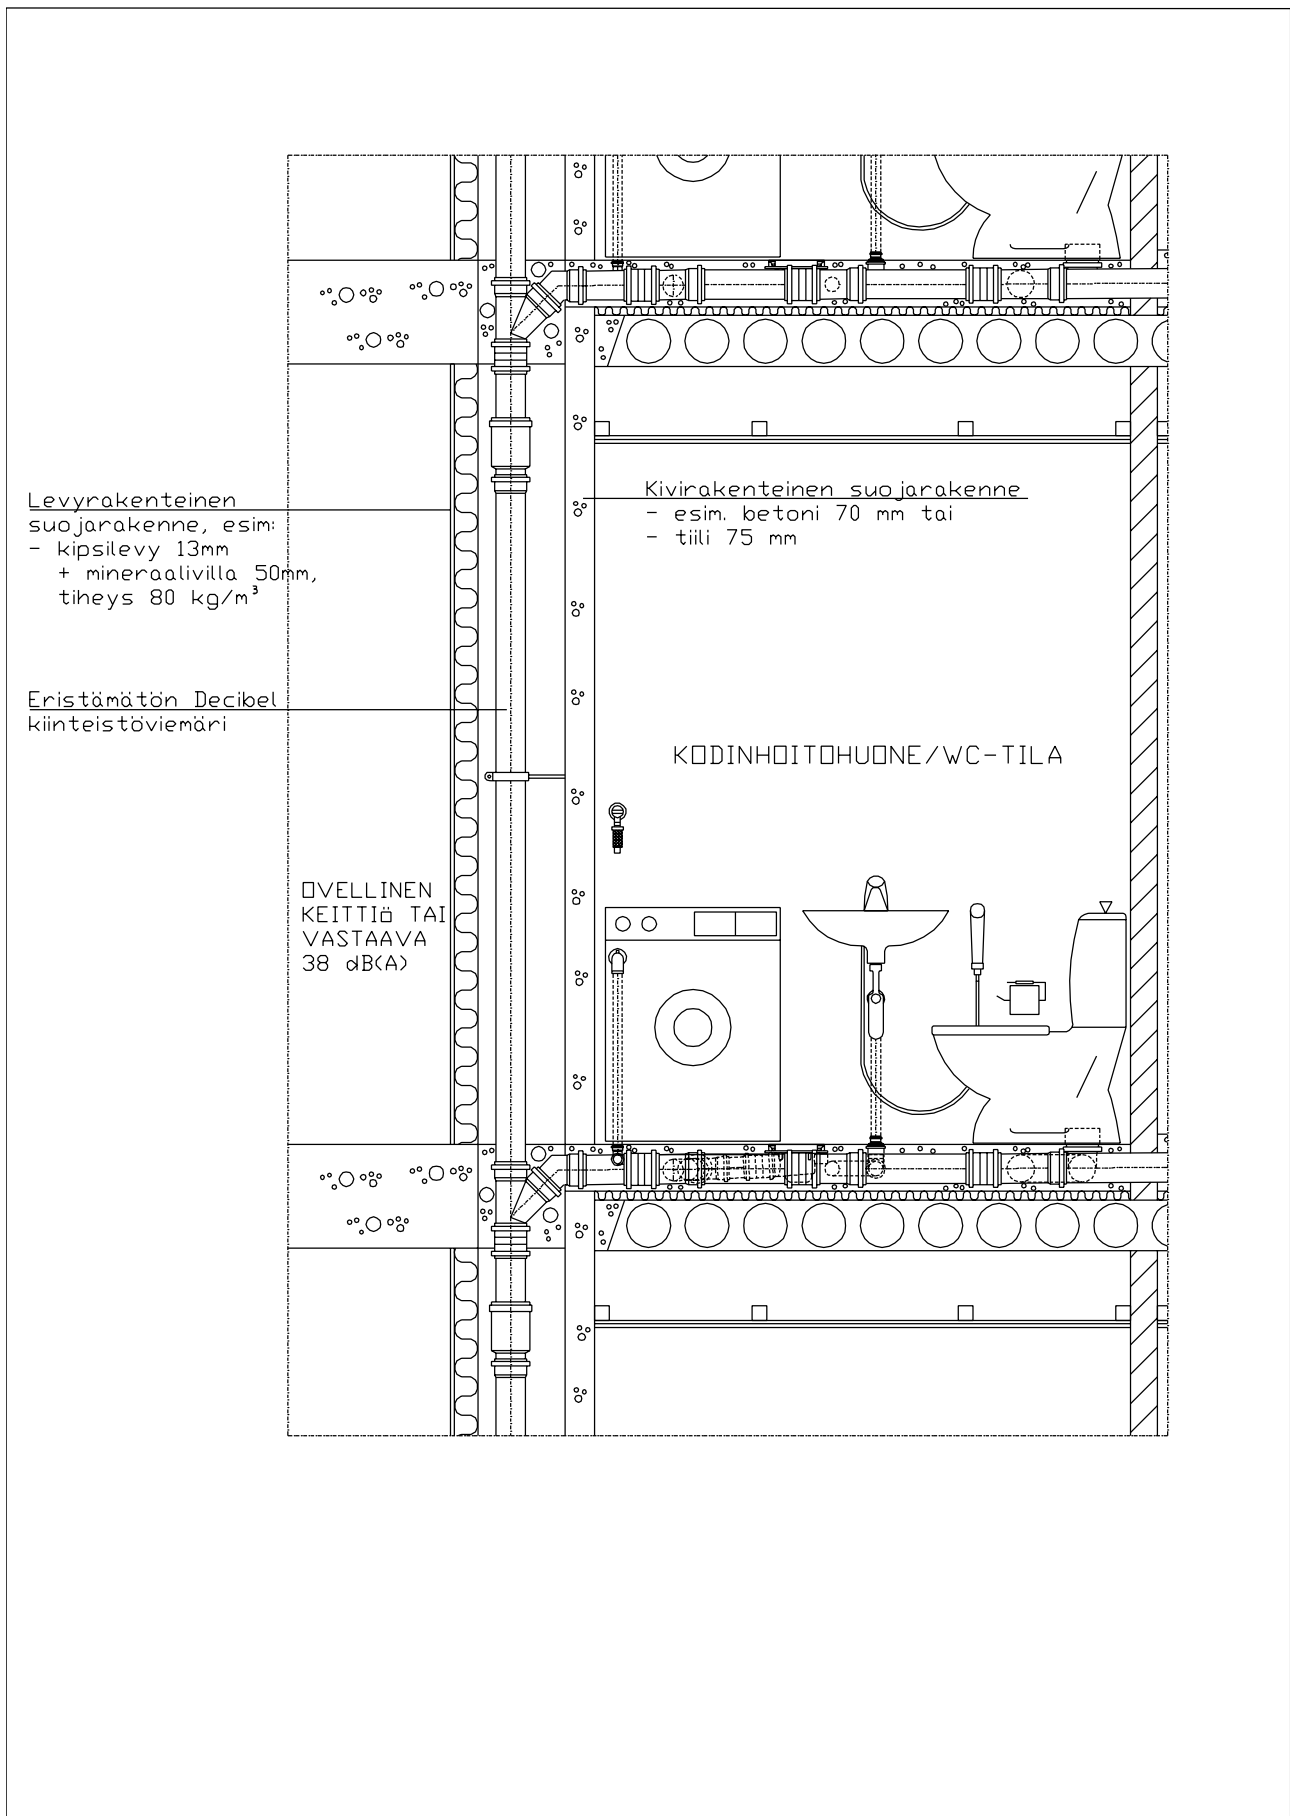 Levyrakenteinen
suojarakenne, esim:
- kipsilevy 13mm
+ mineraalivilla 50mm,
tiheys 80 kg/m³
Kivirakenteinen suojarakenne
- esim. betoni 70 mm tai
- tiili 75 mm
Eristämätön Decibel
kiinteistöviemäri
KODINHOITOHUONE/WC-TILA
OVELLINEN
KEITTIö TAI
VASTAAVA
38 dB(A)